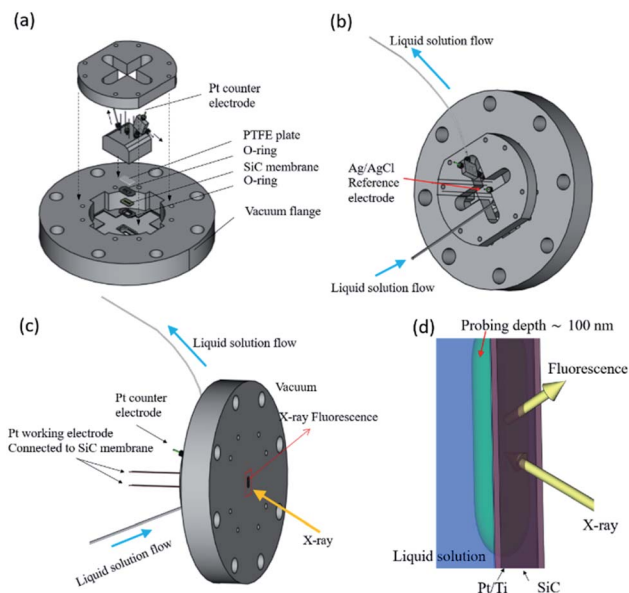 (a)
Pt counter
electrode
PTFE plate
O-ring
SiC membrane
O-ring
Vacuum flange
(b)
Liquid solution flow
Ag/AgCl
Reference
electrode
Liquid solution flow
(c)
Liquid solution flow
Vacuum
Pt counter
electrode
X-ray Fluorescence
Pt working electrode
Connected to SiC membrane
X-ray
Liquid solution flow
(d)
Probing depth ~ 100 nm
Fluorescence
X-ray
Liquid solution
Pt/Ti
SiC